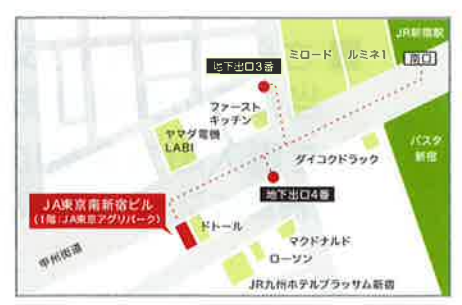 JR新宿駅
ミロード
ルミネ1
南口
地下出口3番
ファースト
キッチン
ヤマダ電機
LABI
バスタ
新宿
ダイコクドラッグ
地下出口4番
JA東京南新宿ビル
(1階:JA東京アグリパーク)
ドトール
マクドナルド
甲州街道
ローソン
JR九州ホテルブラッサム新宿